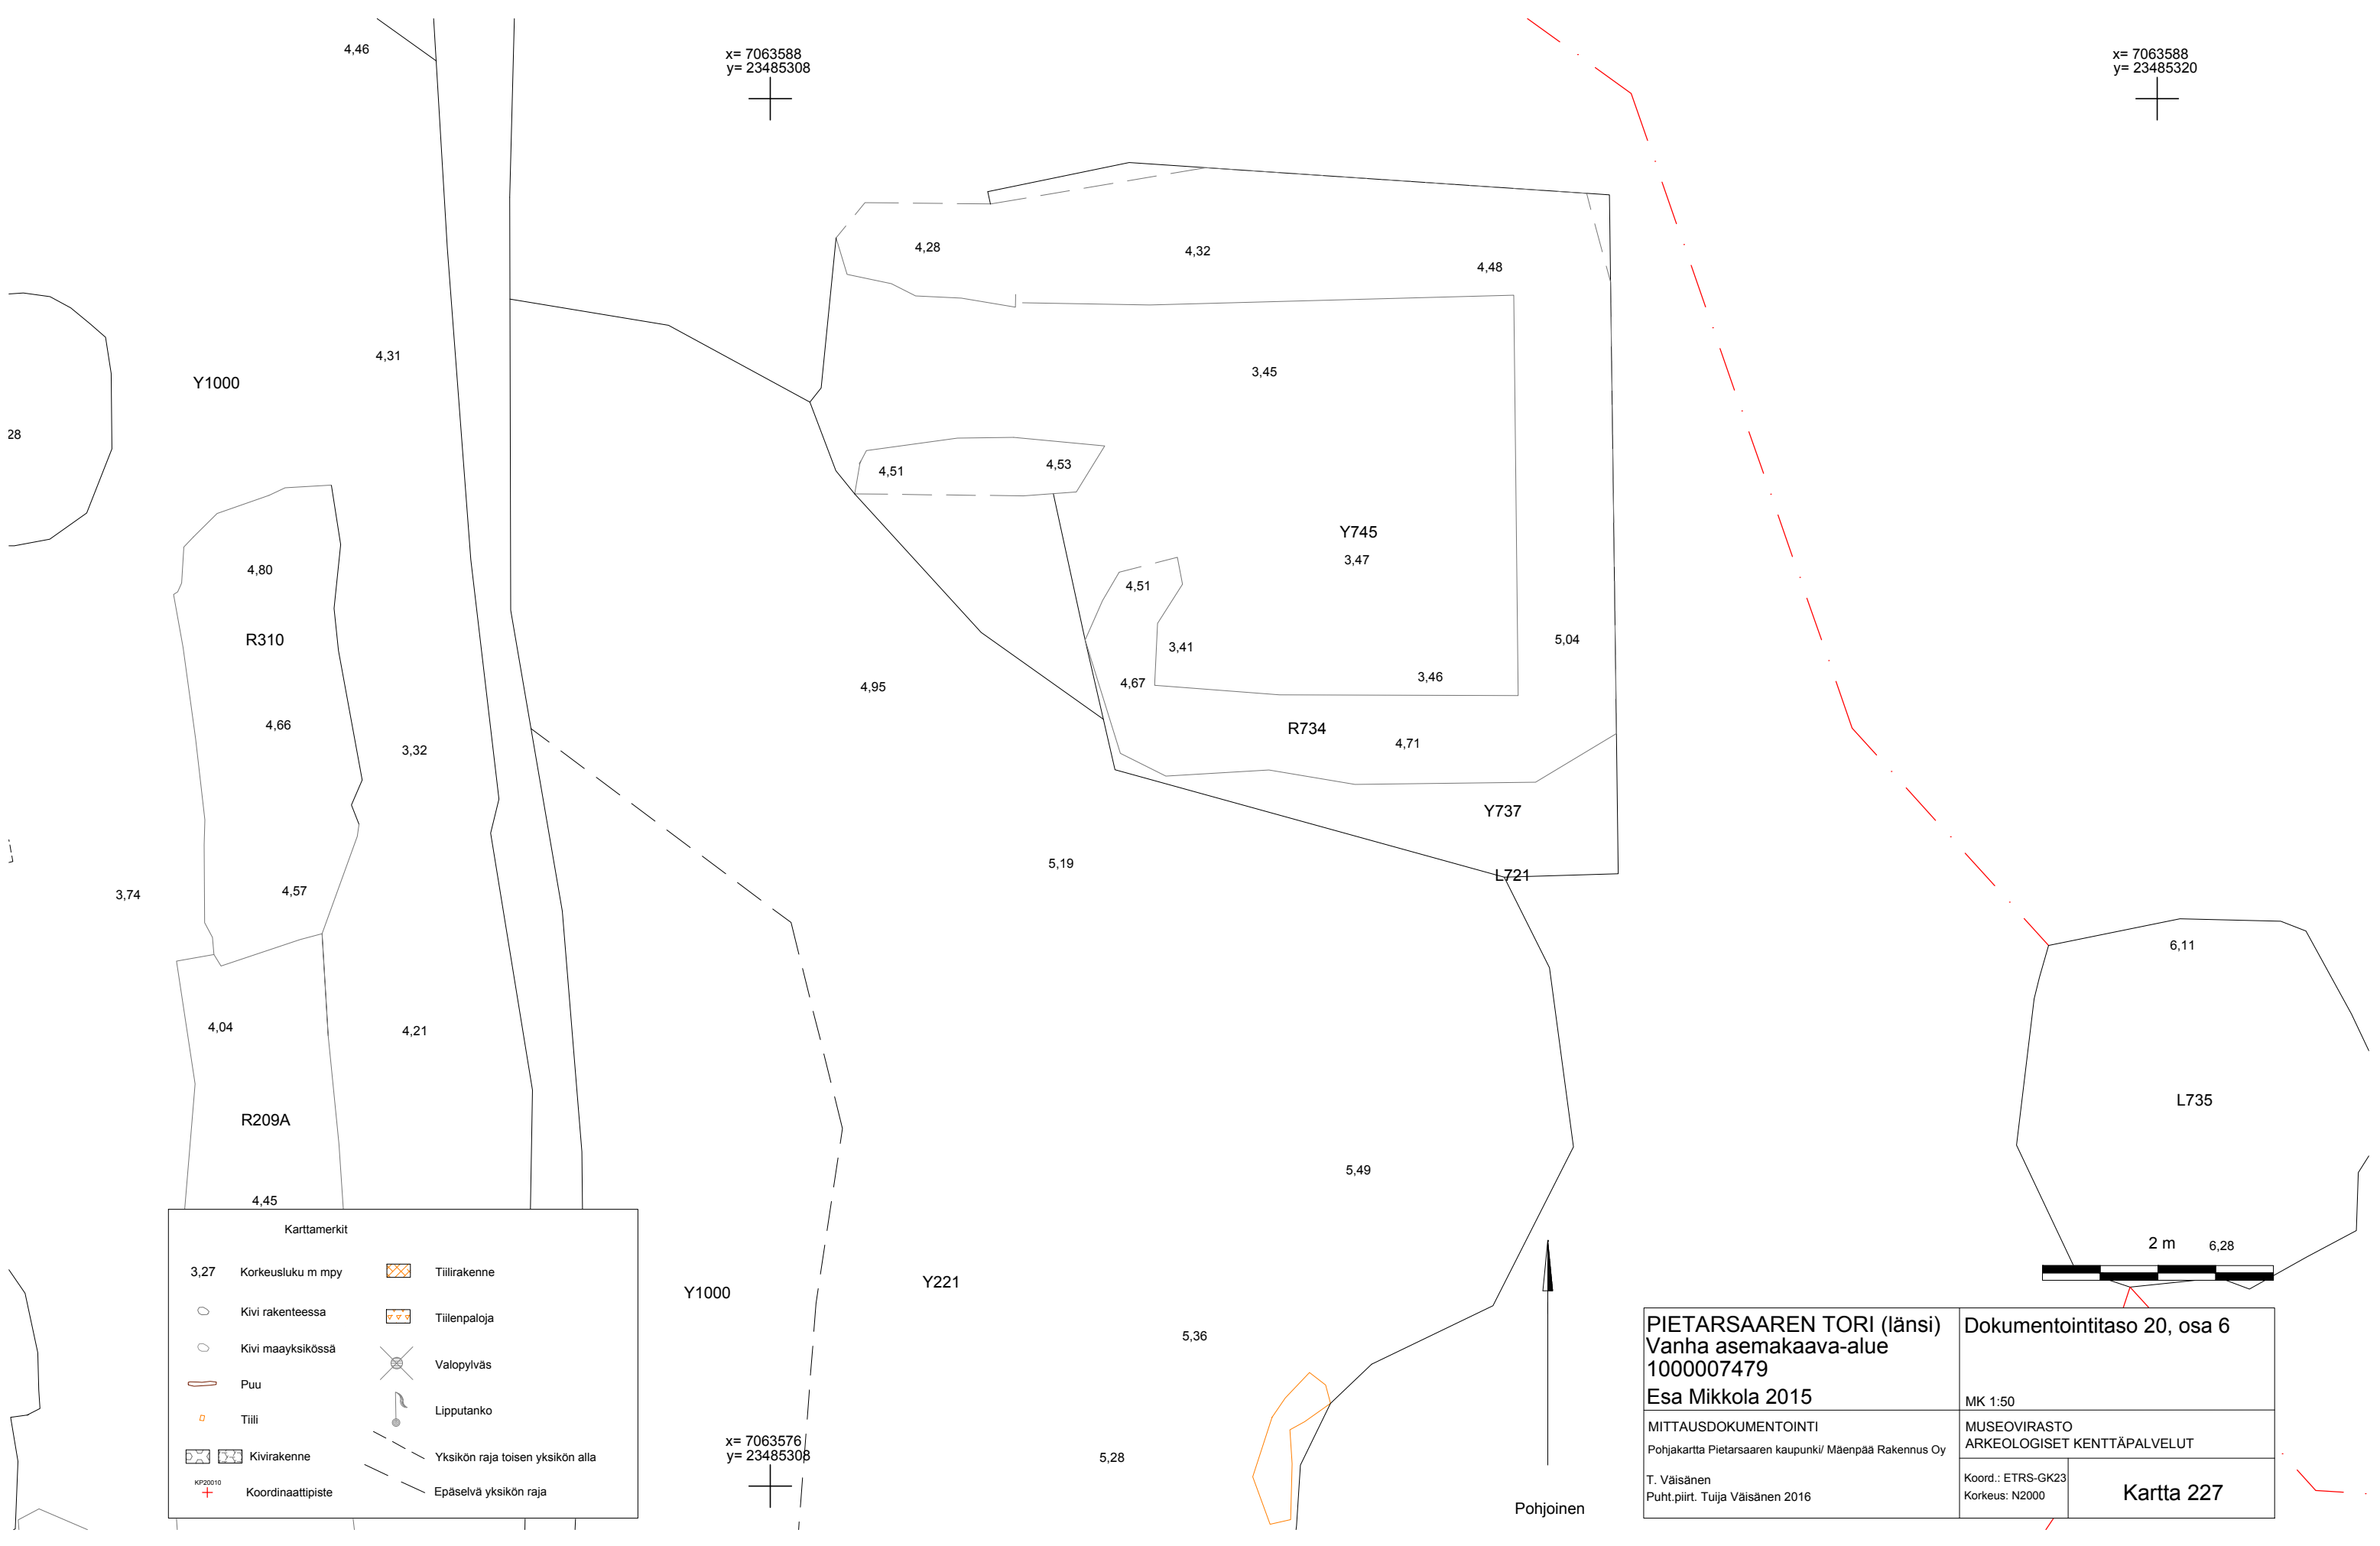 4,46
x= 7063588
y= 23485308
x= 7063588
y= 23485320
4,28
4,32
4,48
4,31
3,45
Y1000
28
4,51
4,53
Y745
3,47
4,80
4,51
R310
5,04
3,41
3,46
4,67
4,95
4,66
R734
4,71
3,32
Y737
5,19
L721
4,57
3,74
6,11
4,04
4,21
L735
R209A
5,49
4,45
2 m
6,28
Y221
Y1000
5,36
x= 7063576
y= 23485308
5,28
Pohjoinen
Karttamerkit
3,27 Korkeusluku m mpy
Kivi rakenteessa
Kivi maayksikössä
Puu
Tiili
Kivirakenne
KP20010
Koordinaattipiste
Tiilirakenne
Tiilenpaloja
Valopylväs
Lipputanko
Yksikön raja toisen yksikön alla
Epäselvä yksikön raja
PIETARSAAREN TORI (länsi)
Vanha asemakaava-alue
1000007479
Esa Mikkola 2015
Dokumentointitaso 20, osa 6
MK 1:50
MITTAUSDOKUMENTOINTI
Pohjakartta Pietarsaaren kaupunki/ Mäenpää Rakennus Oy
T. Väisänen
Puht.piirt. Tuija Väisänen 2016
MUSEOVIRASTO
ARKEOLOGISET KENTTÄPALVELUT
Koord.: ETRS-GK23
Korkeus: N2000
Kartta 227